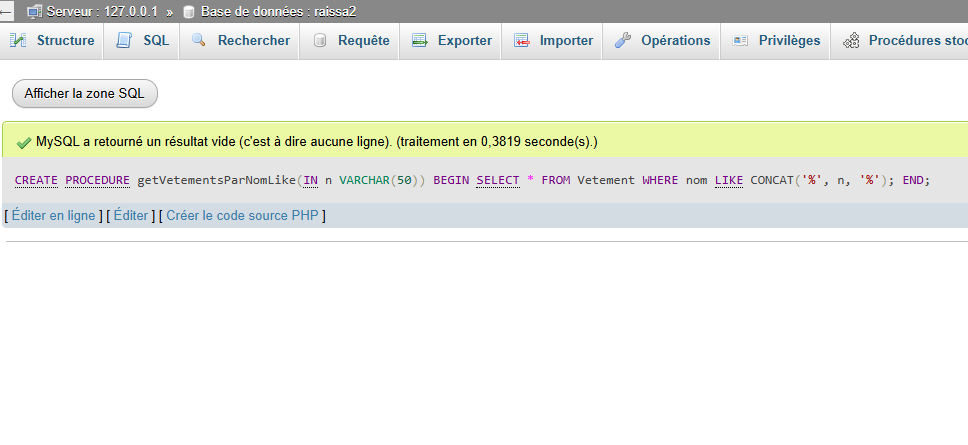 Serveur : 127.0.0.1 » Base de données : raissa2
Structure SQL Rechercher Requête Exporter Importer Opérations Privilèges Procédures stoc
Afficher la zone SQL
MySQL a retourné un résultat vide (c'est à dire aucune ligne). (traitement en 0,3819 seconde(s).)
CREATE PROCEDURE getVetementsParNomLike(IN n VARCHAR(50)) BEGIN SELECT * FROM Vetement WHERE nom LIKE CONCAT('%', n, '%'); END;
[ Éditer en ligne ] [ Éditer ] [ Créer le code source PHP ]